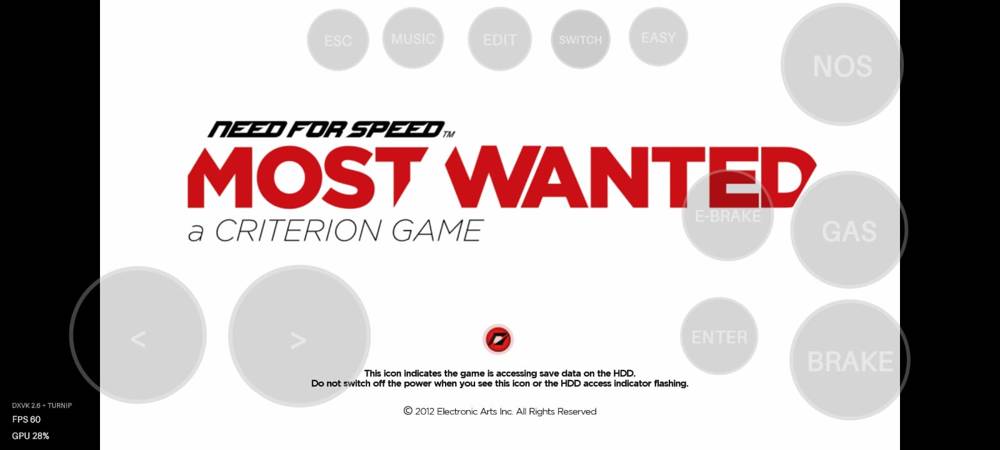 ESC
MUSIC
EDIT
SWITCH
EASY
NOS
NEED FOR SPEED™
MOST WANTED
a CRITERION GAME
E-BRAKE
GAS
<
>
ENTER
BRAKE
This icon indicates the game is accessing save data on the HDD.
Do not switch off the power when you see this icon or the HDD access indicator flashing.
© 2012 Electronic Arts Inc. All Rights Reserved
DXVK 2.6 ~ TURNIP
FPS 60
GPU 28%